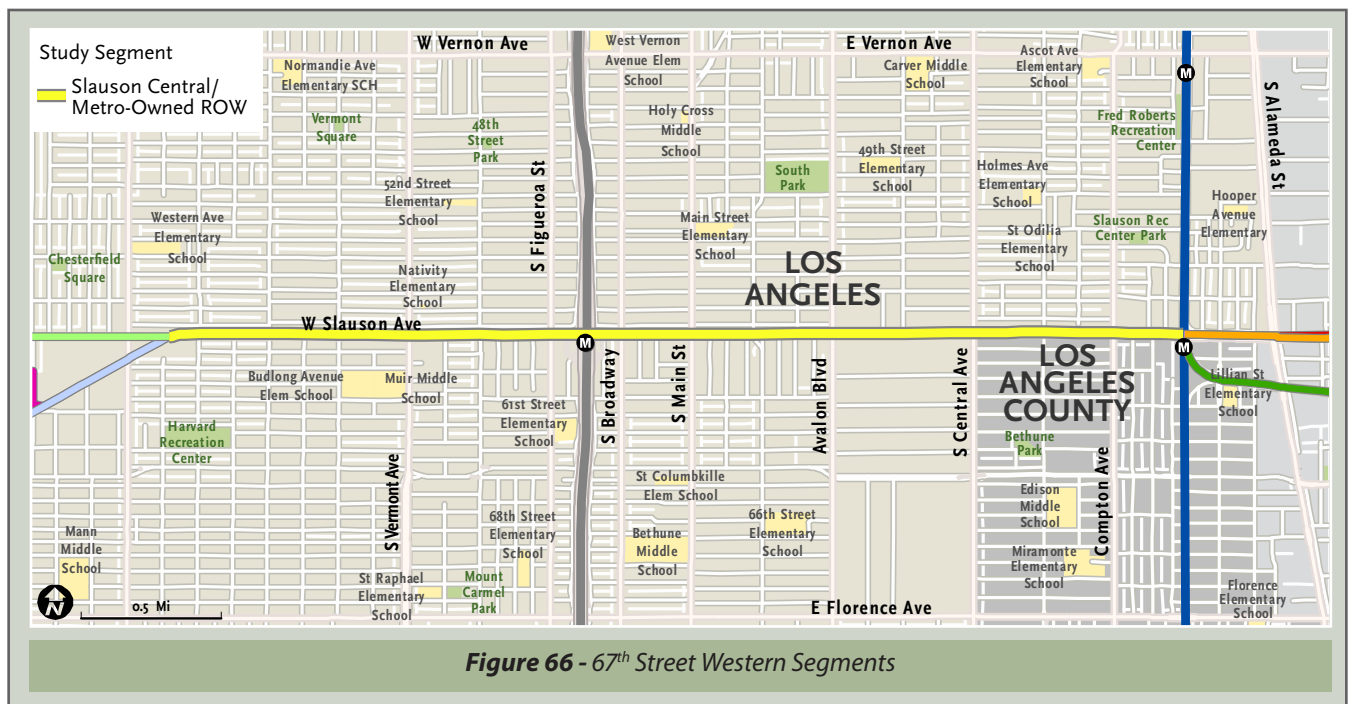 Study Segment
Slauson Central/
Metro-Owned ROW
W Vernon Ave
E Vernon Ave
Normandie Ave
Elementary SCH
West Vernon
Avenue Elem
School
Carver Middle
School
Ascot Ave
Elementary
School
M
S Alameda St
Vermont
Square
48th
Street
Park
Holy Cross
Middle
School
Fred Roberts
Recreation
Center
49th Street
Elementary
School
South
Park
Holmes Ave
Elementary
School
52nd Street
Elementary
School
S Figueroa St
Hooper
Avenue
Elementary
Western Ave
Elementary
School
Main Street
Elementary
School
St Odilia
Elementary
School
Slauson Rec
Center Park
Chesterfield
Square
Nativity
Elementary
School
LOS
ANGELES
W Slauson Ave
M
M
LOS
ANGELES
COUNTY
Budlong Avenue
Elem School
Muir Middle
School
S Broadway
S Main St
Avalon Blvd
S Central Ave
Lillian St
Elementary
School
61st Street
Elementary
School
Harvard
Recreation
Center
Bethune
Park
S Vermont Ave
Compton Ave
St Columbkille
Elem School
Edison
Middle
School
68th Street
Elementary
School
Bethune
Middle
School
66th Street
Elementary
School
Mann
Middle
School
Miramonte
Elementary
School
St Raphael
Elementary
School
Mount
Carmel
Park
Florence
Elementary
School
N
0.5 Mi
E Florence Ave
Figure 66 - 67th Street Western Segments